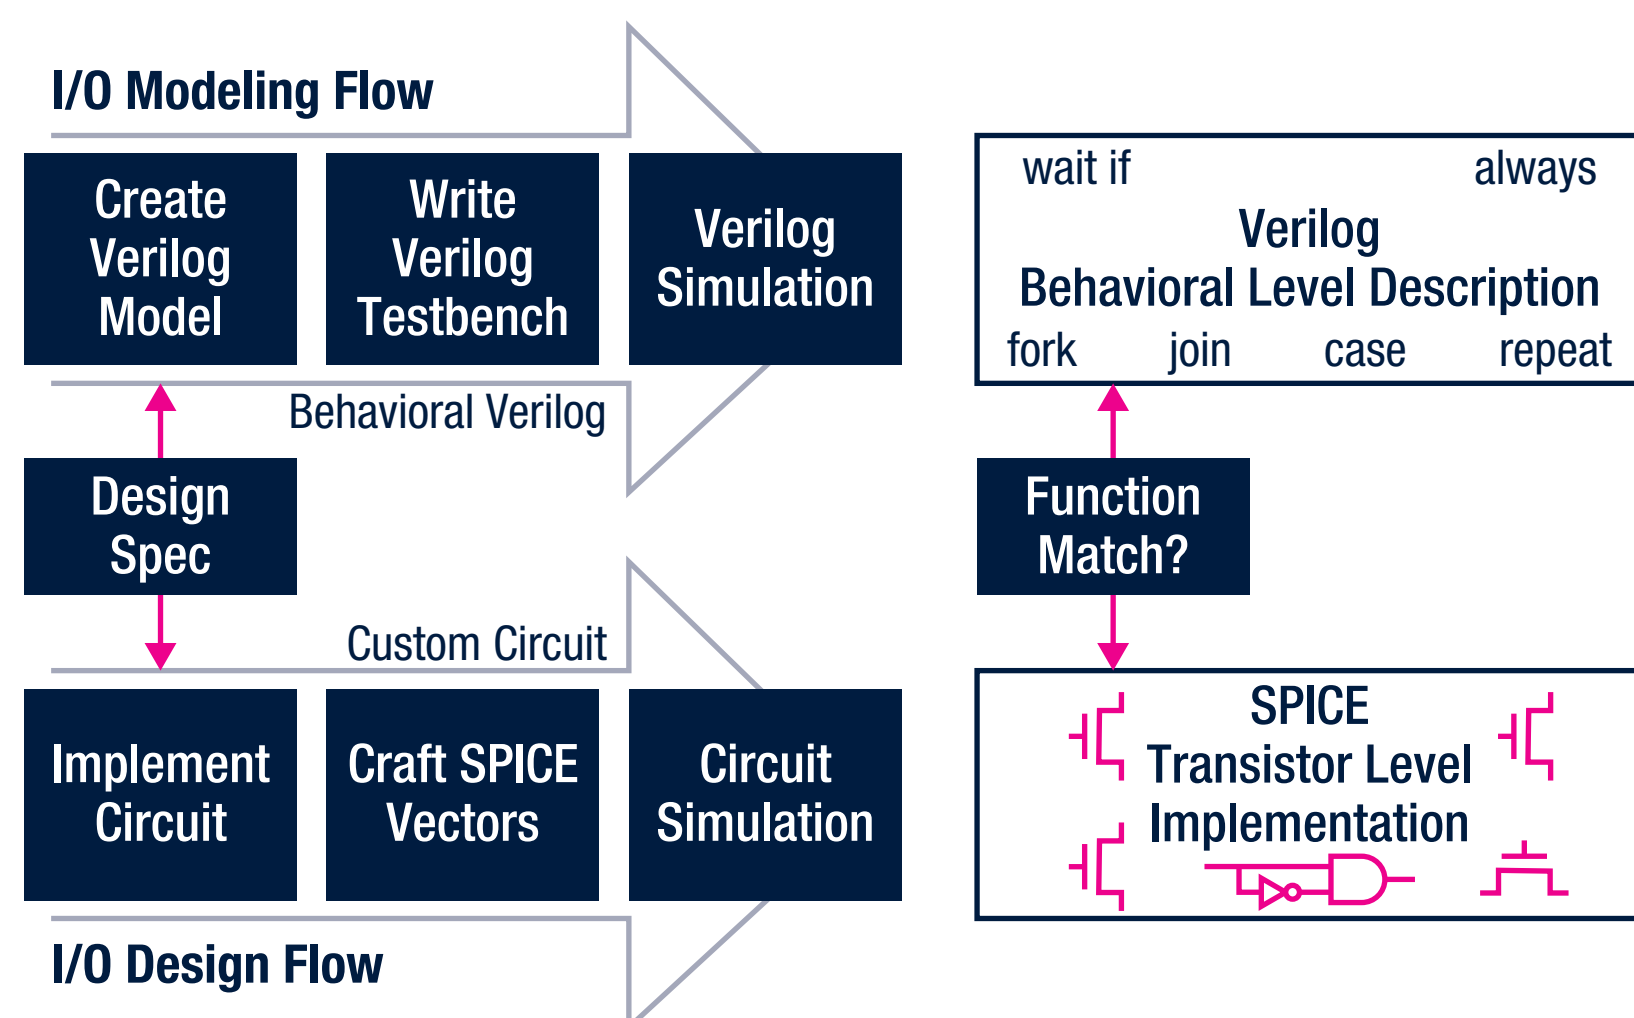 I/O Modeling Flow
Create
Verilog
Model
Write
Verilog
Testbench
Verilog
Simulation
Behavioral Verilog
Design
Spec
Custom Circuit
Implement
Circuit
Craft SPICE
Vectors
Circuit
Simulation
I/O Design Flow
wait if always
Verilog
Behavioral Level Description
fork join case repeat
Function
Match?
SPICE
Transistor Level
Implementation